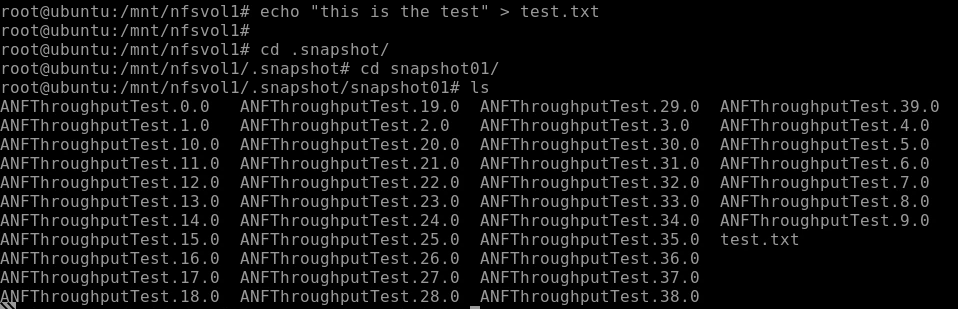 root@ubuntu:/mnt/nfsvol1# echo "this is the test" > test.txt
root@ubuntu:/mnt/nfsvol1#
root@ubuntu:/mnt/nfsvol1# cd .snapshot/
root@ubuntu:/mnt/nfsvol1/.snapshot# cd snapshot01/
root@ubuntu:/mnt/nfsvol1/.snapshot/snapshot01# ls
ANFThroughputTest.0.0 ANFThroughputTest.19.0 ANFThroughputTest.29.0 ANFThroughputTest.39.0
ANFThroughputTest.1.0 ANFThroughputTest.2.0 ANFThroughputTest.3.0 ANFThroughputTest.4.0
ANFThroughputTest.10.0 ANFThroughputTest.20.0 ANFThroughputTest.30.0 ANFThroughputTest.5.0
ANFThroughputTest.11.0 ANFThroughputTest.21.0 ANFThroughputTest.31.0 ANFThroughputTest.6.0
ANFThroughputTest.12.0 ANFThroughputTest.22.0 ANFThroughputTest.32.0 ANFThroughputTest.7.0
ANFThroughputTest.13.0 ANFThroughputTest.23.0 ANFThroughputTest.33.0 ANFThroughputTest.8.0
ANFThroughputTest.14.0 ANFThroughputTest.24.0 ANFThroughputTest.34.0 ANFThroughputTest.9.0
ANFThroughputTest.15.0 ANFThroughputTest.25.0 ANFThroughputTest.35.0 test.txt
ANFThroughputTest.16.0 ANFThroughputTest.26.0 ANFThroughputTest.36.0
ANFThroughputTest.17.0 ANFThroughputTest.27.0 ANFThroughputTest.37.0
ANFThroughputTest.18.0 ANFThroughputTest.28.0 ANFThroughputTest.38.0